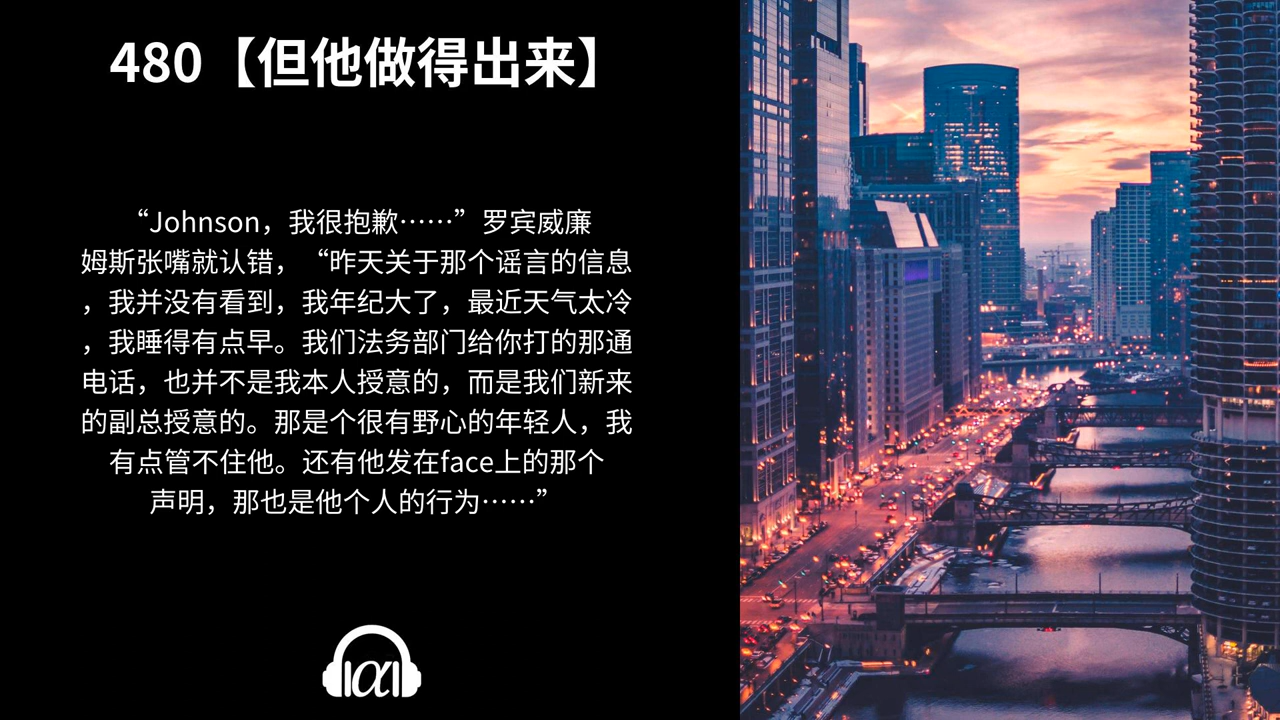 480【但他做得出来】
“Johnson，我很抱歉……”罗宾威廉
姆斯张嘴就认错，“昨天关于那个谣言的信息
，我并没有看到，我年纪大了，最近天气太冷
，我睡得有点早。我们法务部门给你打的那通
电话，也并不是我本人授意的，而是我们新来
的副总授意的。那是个很有野心的年轻人，我
有点管不住他。还有他发在face上的那个
声明，那也是他个人的行为……”